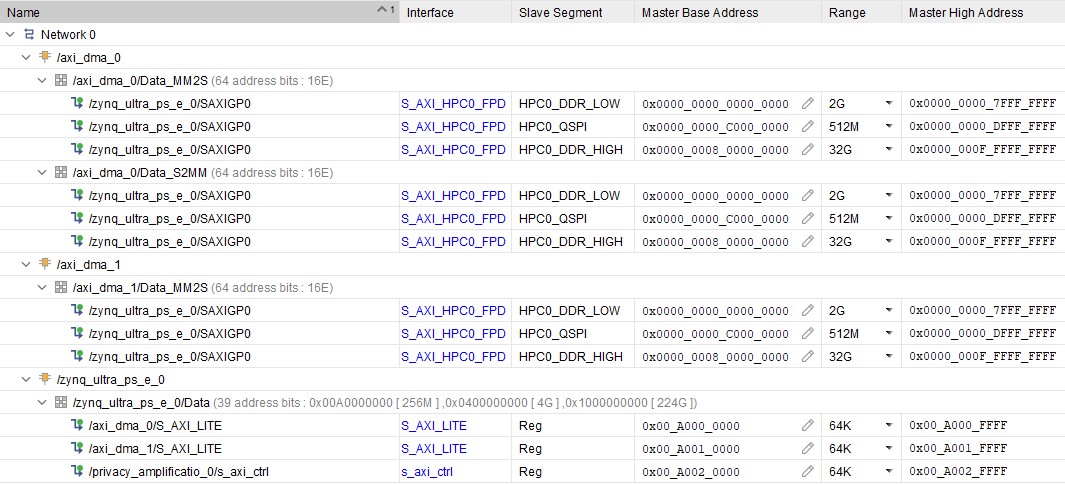 Name 1 Interface Slave Segment Master Base Address Range Master High Address
Network 0
/axi_dma_0
/axi_dma_0/Data_MM2S (64 address bits : 16E)
/zynq_ultra_ps_e_0/SAXIGP0 S_AXI_HPC0_FPD HPC0_DDR_LOW 0x0000_0000_0000_0000 2G 0x0000_0000_7FFF_FFFF
/zynq_ultra_ps_e_0/SAXIGP0 S_AXI_HPC0_FPD HPC0_QSPI 0x0000_0000_C000_0000 512M 0x0000_0000_DFFF_FFFF
/zynq_ultra_ps_e_0/SAXIGP0 S_AXI_HPC0_FPD HPC0_DDR_HIGH 0x0000_0008_0000_0000 32G 0x0000_000F_FFFF_FFFF
/axi_dma_0/Data_S2MM (64 address bits : 16E)
/zynq_ultra_ps_e_0/SAXIGP0 S_AXI_HPC0_FPD HPC0_DDR_LOW 0x0000_0000_0000_0000 2G 0x0000_0000_7FFF_FFFF
/zynq_ultra_ps_e_0/SAXIGP0 S_AXI_HPC0_FPD HPC0_QSPI 0x0000_0000_C000_0000 512M 0x0000_0000_DFFF_FFFF
/zynq_ultra_ps_e_0/SAXIGP0 S_AXI_HPC0_FPD HPC0_DDR_HIGH 0x0000_0008_0000_0000 32G 0x0000_000F_FFFF_FFFF
/axi_dma_1
/axi_dma_1/Data_MM2S (64 address bits : 16E)
/zynq_ultra_ps_e_0/SAXIGP0 S_AXI_HPC0_FPD HPC0_DDR_LOW 0x0000_0000_0000_0000 2G 0x0000_0000_7FFF_FFFF
/zynq_ultra_ps_e_0/SAXIGP0 S_AXI_HPC0_FPD HPC0_QSPI 0x0000_0000_C000_0000 512M 0x0000_0000_DFFF_FFFF
/zynq_ultra_ps_e_0/SAXIGP0 S_AXI_HPC0_FPD HPC0_DDR_HIGH 0x0000_0008_0000_0000 32G 0x0000_000F_FFFF_FFFF
/zynq_ultra_ps_e_0
/zynq_ultra_ps_e_0/Data (39 address bits : 0x00A0000000 [ 256M ] ,0x0400000000 [ 4G ] ,0x1000000000 [ 224G ])
/axi_dma_0/S_AXI_LITE S_AXI_LITE Reg 0x00_A000_0000 64K 0x00_A000_FFFF
/axi_dma_1/S_AXI_LITE S_AXI_LITE Reg 0x00_A001_0000 64K 0x00_A001_FFFF
/privacy_amplificatio_0/s_axi_ctrl s_axi_ctrl Reg 0x00_A002_0000 64K 0x00_A002_FFFF